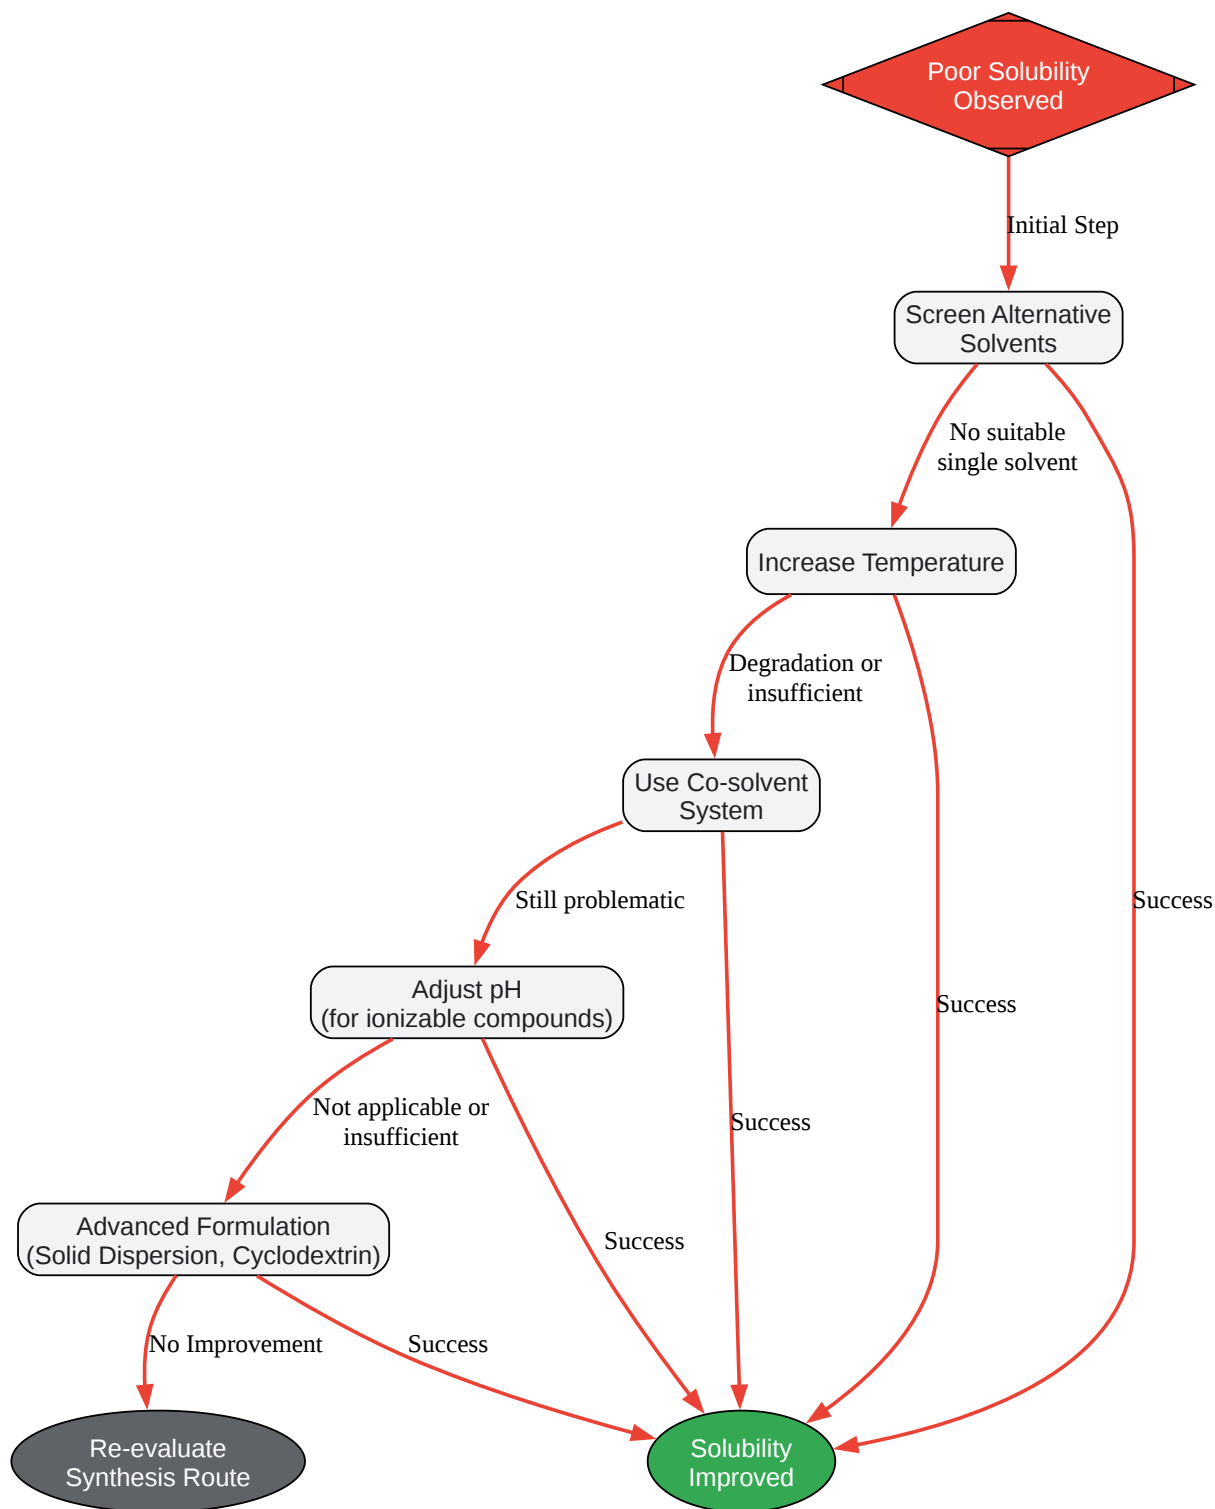 Poor Solubility
Observed
Initial Step
Screen Alternative
Solvents
No suitable
single solvent
Increase Temperature
Degradation or
insufficient
Use Co-solvent
System
Still problematic
Success
Adjust pH
(for ionizable compounds)
Success
Not applicable or
insufficient
Success
Advanced Formulation
(Solid Dispersion, Cyclodextrin)
Success
No Improvement
Success
Re-evaluate
Synthesis Route
Solubility
Improved